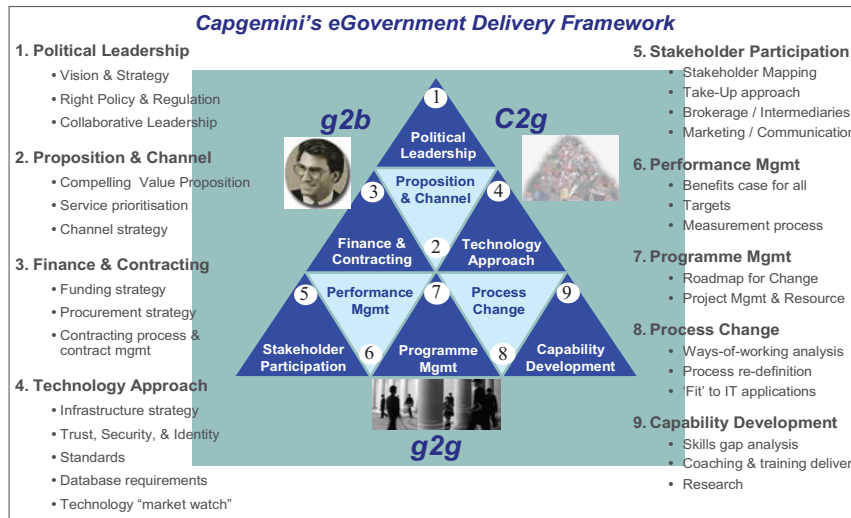 Capgemini's eGovernment Delivery Framework
1. Political Leadership
• Vision & Strategy
• Right Policy & Regulation
• Collaborative Leadership
2. Proposition & Channel
• Compelling Value Proposition
• Service prioritisation
• Channel strategy
3. Finance & Contracting
• Funding strategy
• Procurement strategy
• Contracting process &
contract mgmt
4. Technology Approach
• Infrastructure strategy
• Trust, Security, & Identity
• Standards
• Database requirements
• Technology “market watch”
g2b
C2g
1
Political
Leadership
Proposition
& Channel
2
3
Finance &
Contracting
4
Technology
Approach
5
Stakeholder
Participation
Performance
Mgmt
6
7
Programme
Mgmt
Process
Change
8
9
Capability
Development
g2g
5. Stakeholder Participation
• Stakeholder Mapping
• Take-Up approach
• Brokerage / Intermediaries
• Marketing / Communication
6. Performance Mgmt
• Benefits case for all
• Targets
• Measurement process
7. Programme Mgmt
• Roadmap for Change
• Project Mgmt & Resource
8. Process Change
• Ways-of-working analysis
• Process re-definition
• ‘Fit’ to IT applications
9. Capability Development
• Skills gap analysis
• Coaching & training deliver
• Research